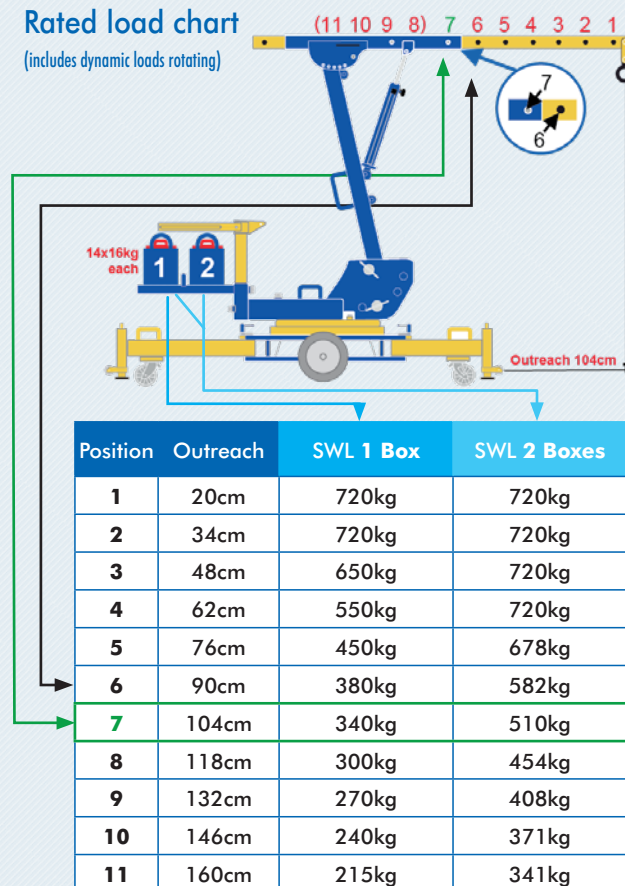 Rated load chart
(includes dynamic loads rotating)
(11 10 9 8) 7 6 5 4 3 2 1
7
6
14x16kg
each
1 2
Outreach 104cm
Position Outreach SWL 1 Box SWL 2 Boxes
1 20cm 720kg 720kg
2 34cm 720kg 720kg
3 48cm 650kg 720kg
4 62cm 550kg 720kg
5 76cm 450kg 678kg
6 90cm 380kg 582kg
7 104cm 340kg 510kg
8 118cm 300kg 454kg
9 132cm 270kg 408kg
10 146cm 240kg 371kg
11 160cm 215kg 341kg